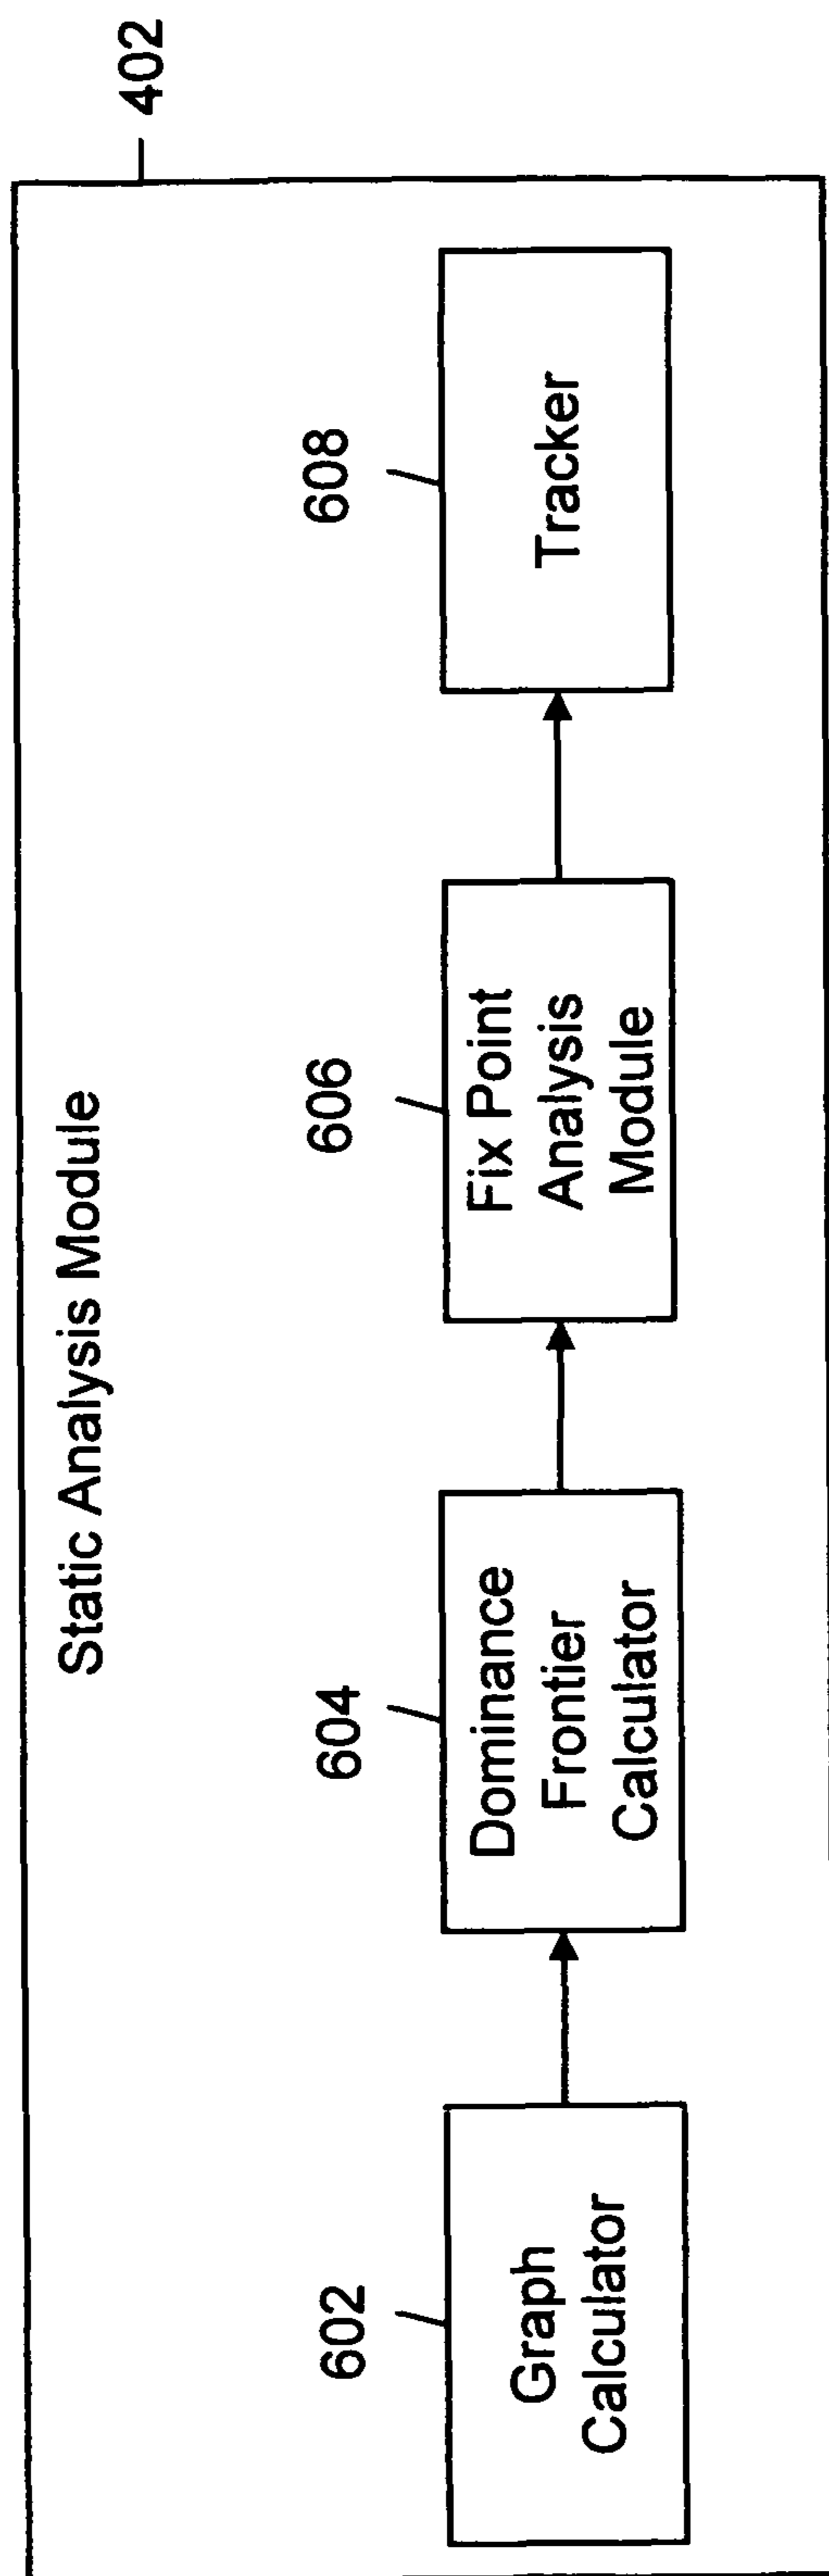 Static Analysis Module
402
602
Graph
Calculator
604
Dominance
Frontier
Calculator
606
Fix Point
Analysis
Module
608
Tracker